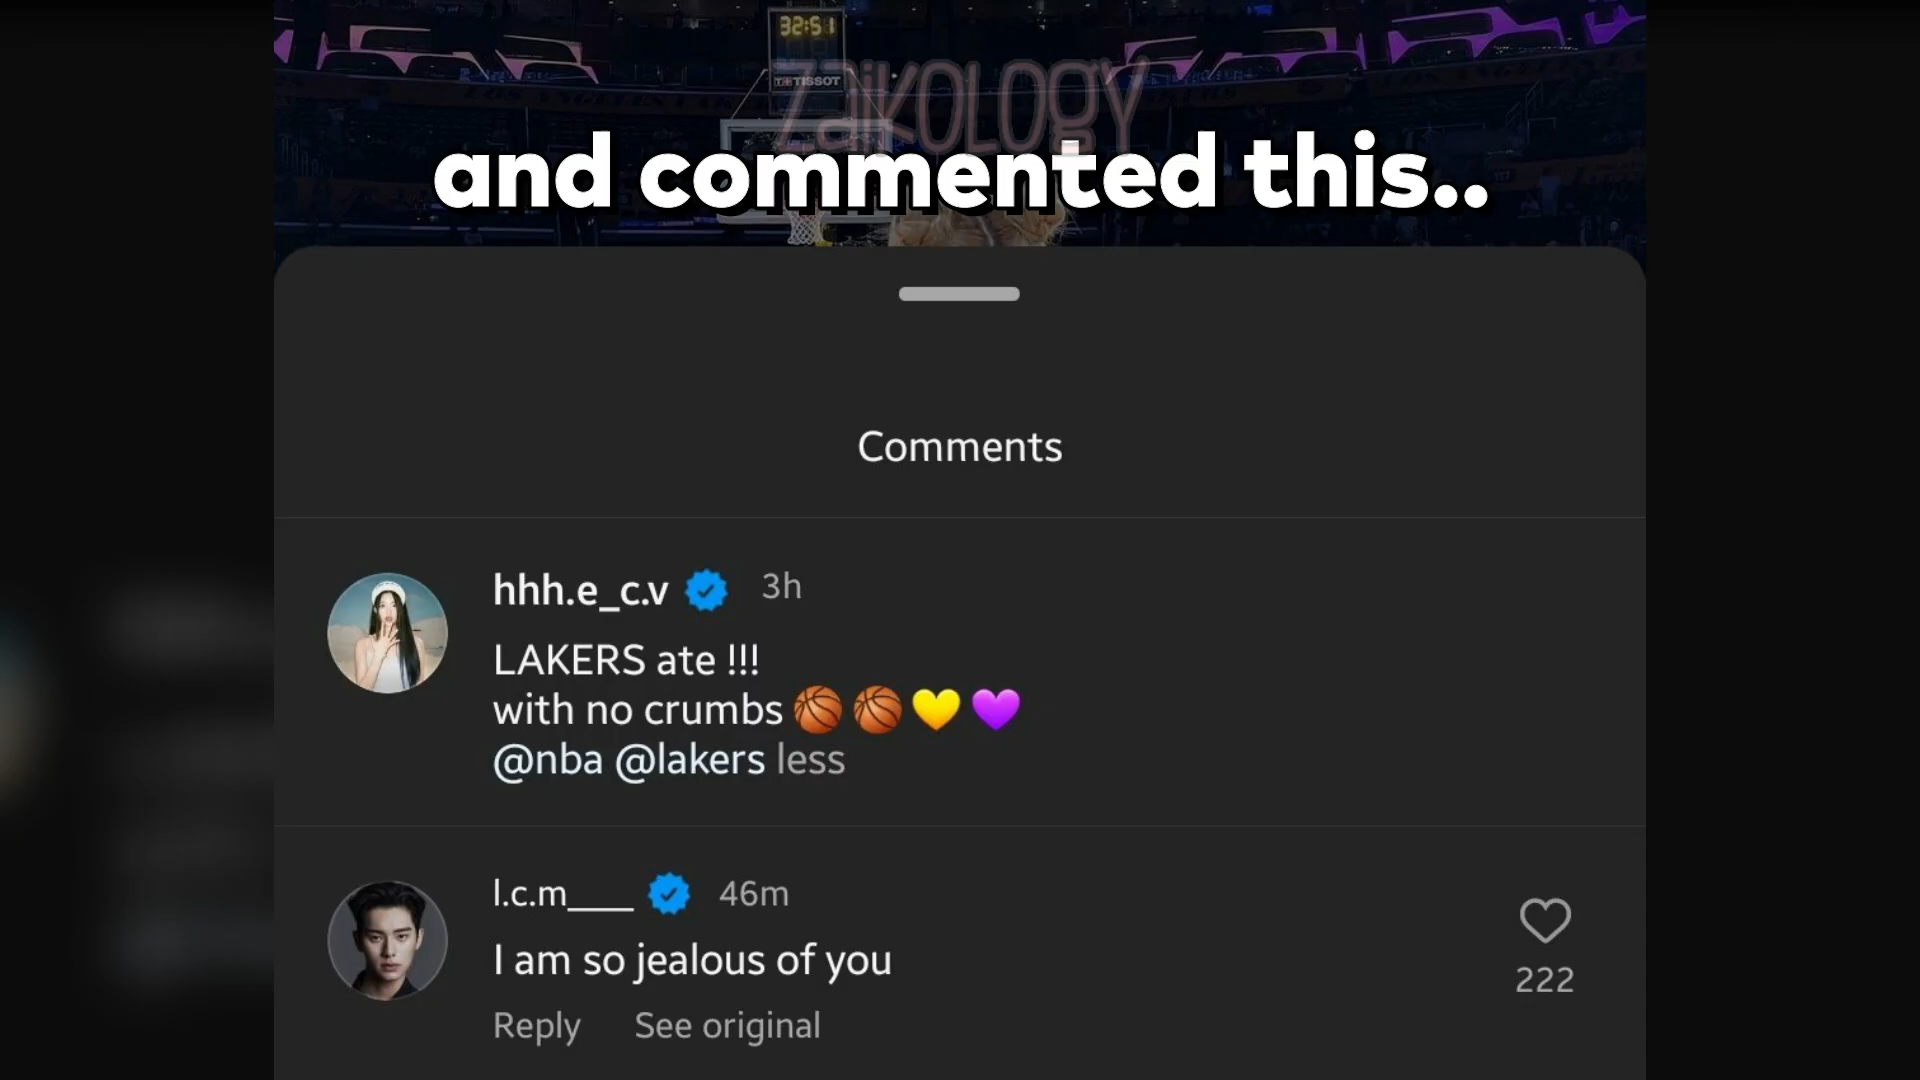 32:51
TISSOT
Zaikology
and commented this..
Comments
hhh.e_c.v 3h
LAKERS ate !!!
with no crumbs 🏀 🏀 💛 💜
@nba @lakers less
l.c.m____ 46m
I am so jealous of you
222
Reply See original